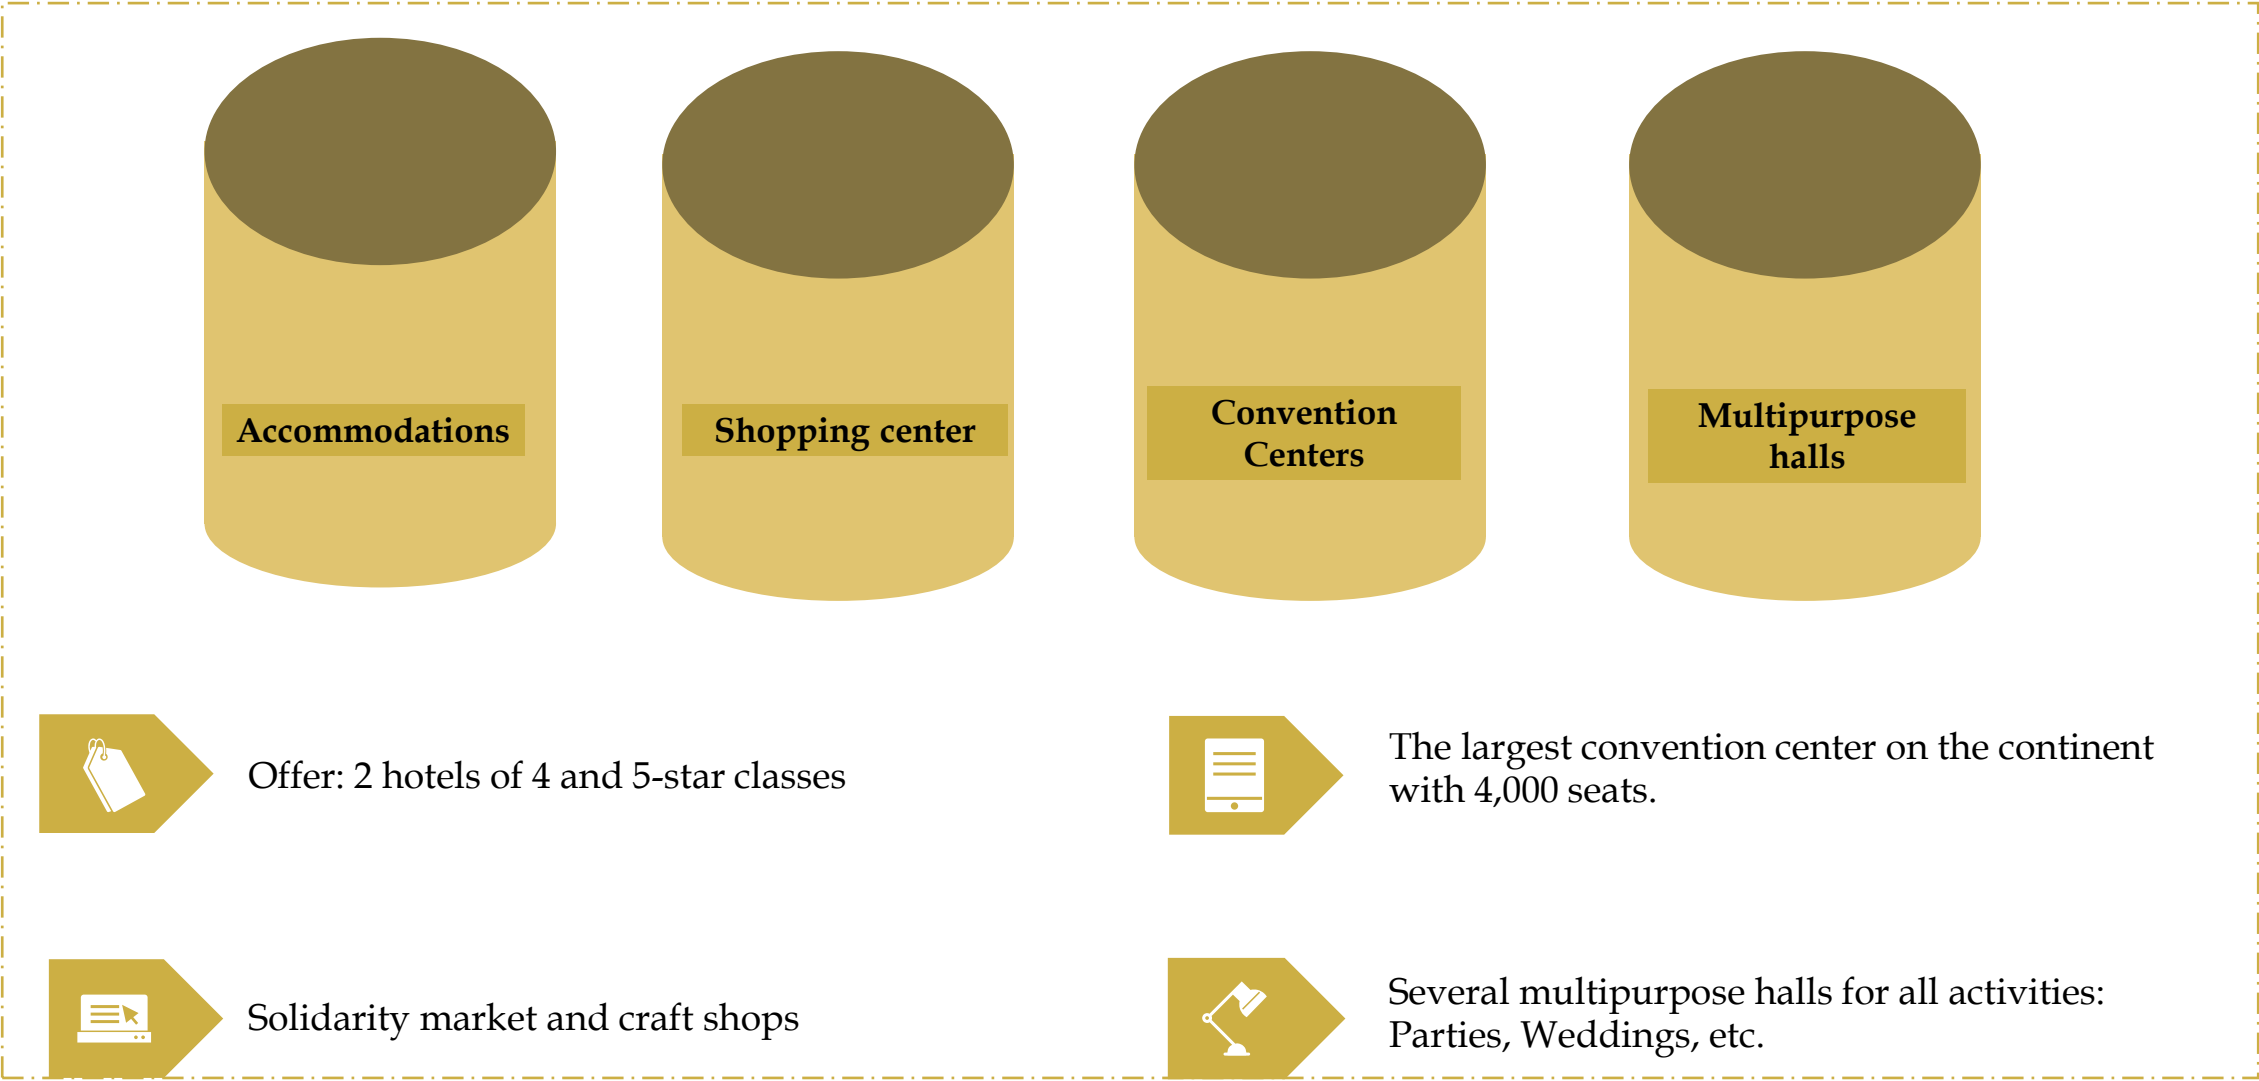 Accommodations
Shopping center
Convention
Centers
Multipurpose
halls
Offer: 2 hotels of 4 and 5-star classes
The largest convention center on the continent
with 4,000 seats.
Solidarity market and craft shops
Several multipurpose halls for all activities:
Parties, Weddings, etc.